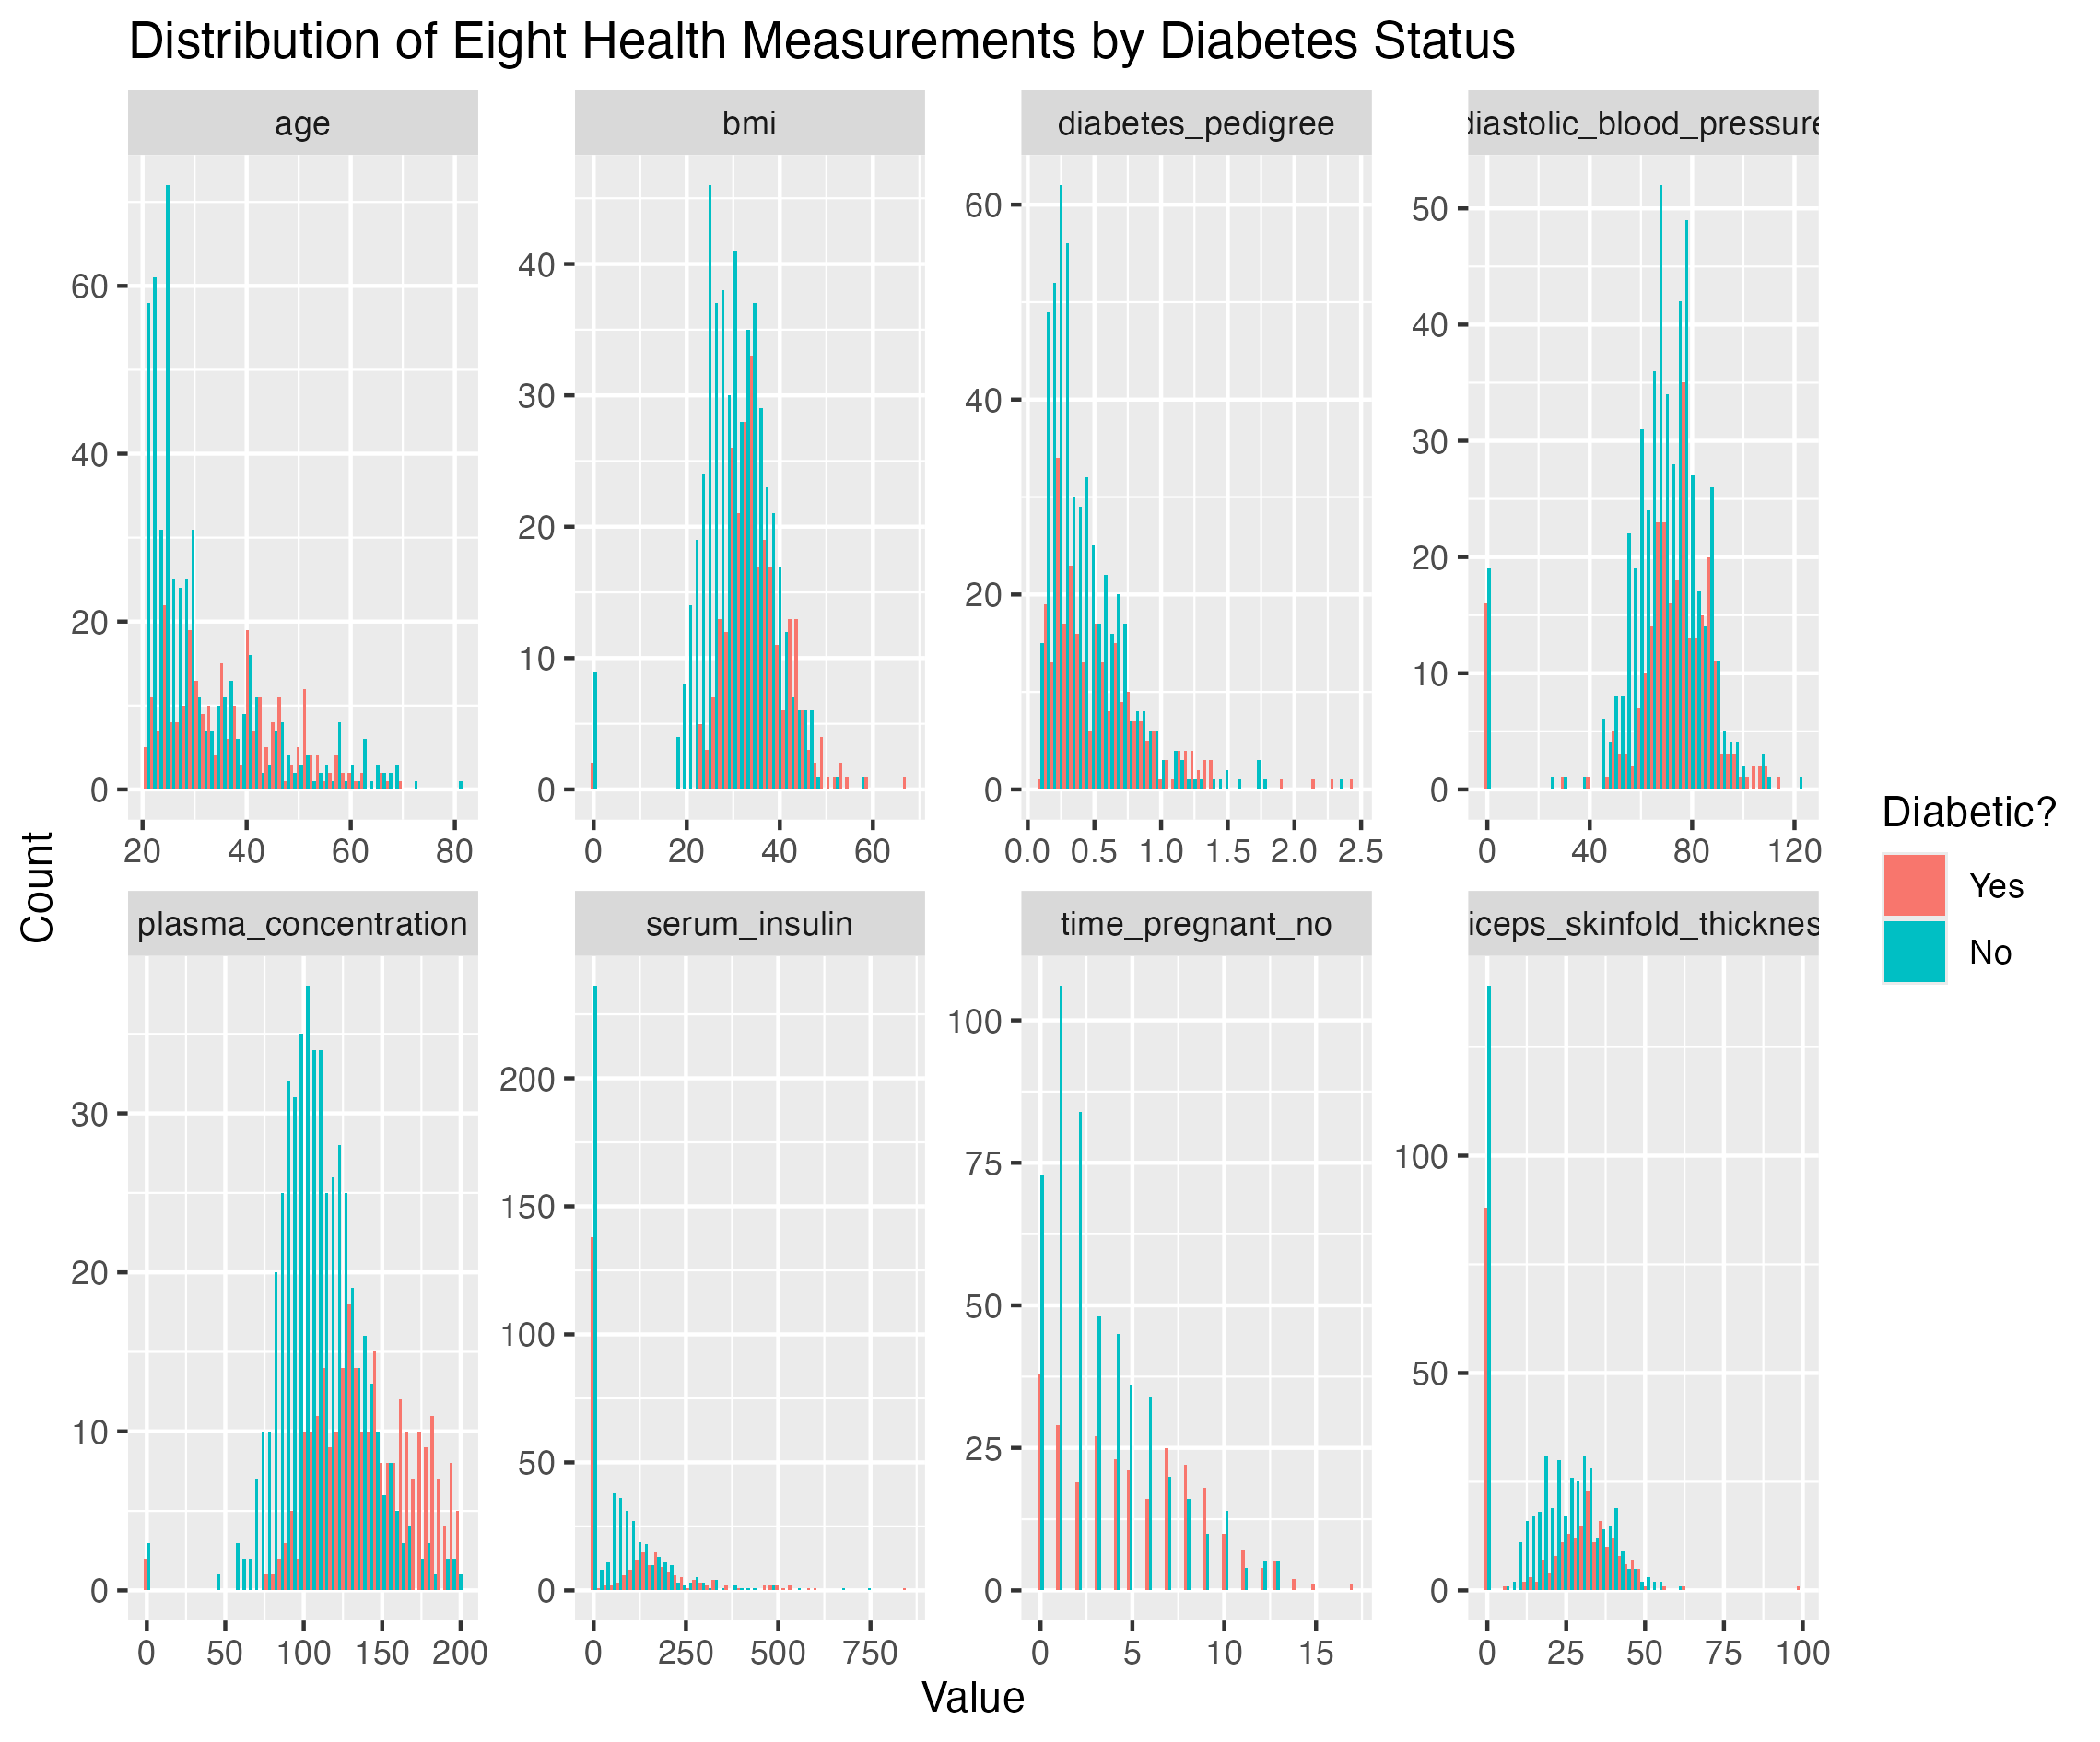 Distribution of Eight Health Measurements by Diabetes Status
age bmi diabetes_pedigree diastolic_blood_pressure
60
40
20
0
20 40 60 80
40
30
20
10
0
0 20 40 60
60
40
20
0
0.0 0.5 1.0 1.5 2.0 2.5
50
40
30
20
10
0
0 40 80 120
Count
plasma_concentration serum_insulin time_pregnant_no iceps_skinfold_thicknes
30
20
10
0
0 50 100 150 200
200
150
100
50
0
0 250 500 750
100
75
50
25
0
0 5 10 15
100
50
0
0 25 50 75 100
Value
Diabetic?
Yes
No